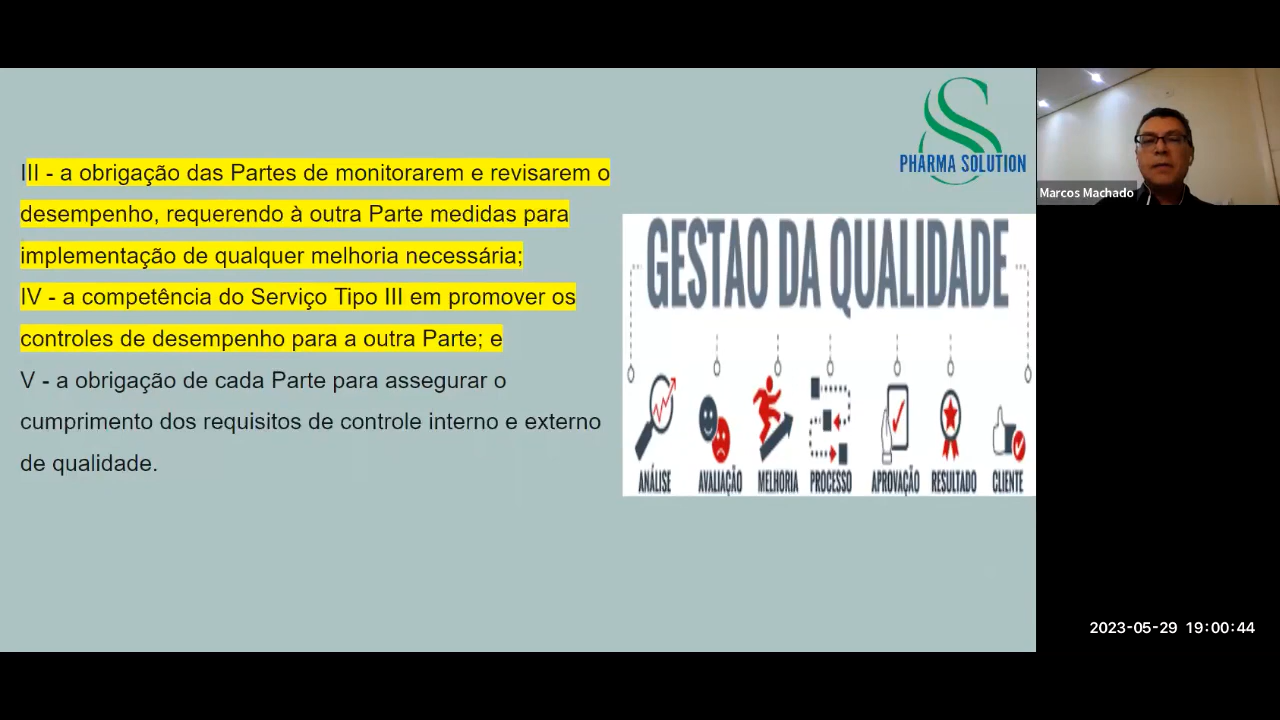 III - a obrigação das Partes de monitorarem e revisarem o
desempenho, requerendo à outra Parte medidas para
implementação de qualquer melhoria necessária;
IV - a competência do Serviço Tipo III em promover os
controles de desempenho para a outra Parte; e
V - a obrigação de cada Parte para assegurar o
cumprimento dos requisitos de controle interno e externo
de qualidade.
PHARMA SOLUTION
GESTAO DA QUALIDADE
ANÁLISE AVALIAÇÃO MELHORIA PROCESSO APROVAÇÃO RESULTADO CLIENTE
Marcos Machado
2023-05-29 19:00:44